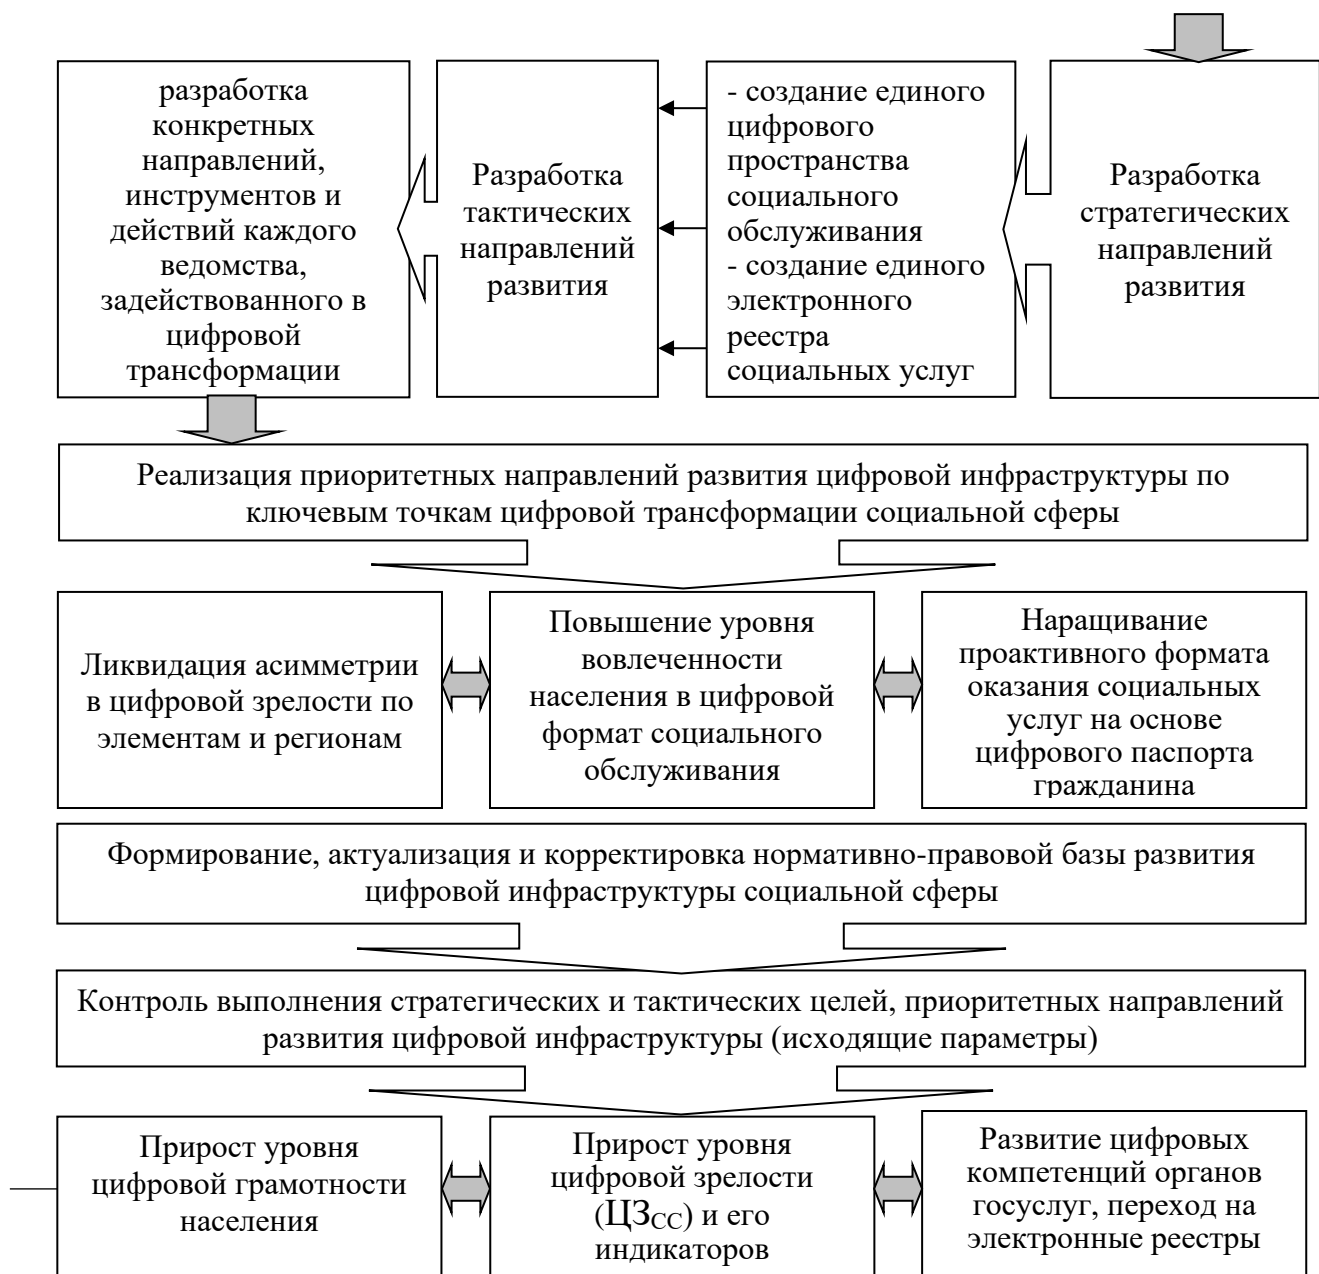 разработка
конкретных
направлений,
инструментов и
действий каждого
ведомства,
задействованного в
цифровой
трансформации
Разработка
тактических
направлений
развития
- создание единого
цифрового
пространства
социального
обслуживания
- создание единого
электронного
реестра
социальных услуг
Разработка
стратегических
направлений
развития
Реализация приоритетных направлений развития цифровой инфраструктуры по
ключевым точкам цифровой трансформации социальной сферы
Ликвидация асимметрии
в цифровой зрелости по
элементам и регионам
Повышение уровня
вовлеченности
населения в цифровой
формат социального
обслуживания
Наращивание
проактивного формата
оказания социальных
услуг на основе
цифрового паспорта
гражданина
Формирование, актуализация и корректировка нормативно-правовой базы развития
цифровой инфраструктуры социальной сферы
Контроль выполнения стратегических и тактических целей, приоритетных направлений
развития цифровой инфраструктуры (исходящие параметры)
Прирост уровня
цифровой грамотности
населения
Прирост уровня
цифровой зрелости
(ЦЗСС) и его
индикаторов
Развитие цифровых
компетенций органов
госуслуг, переход на
электронные реестры